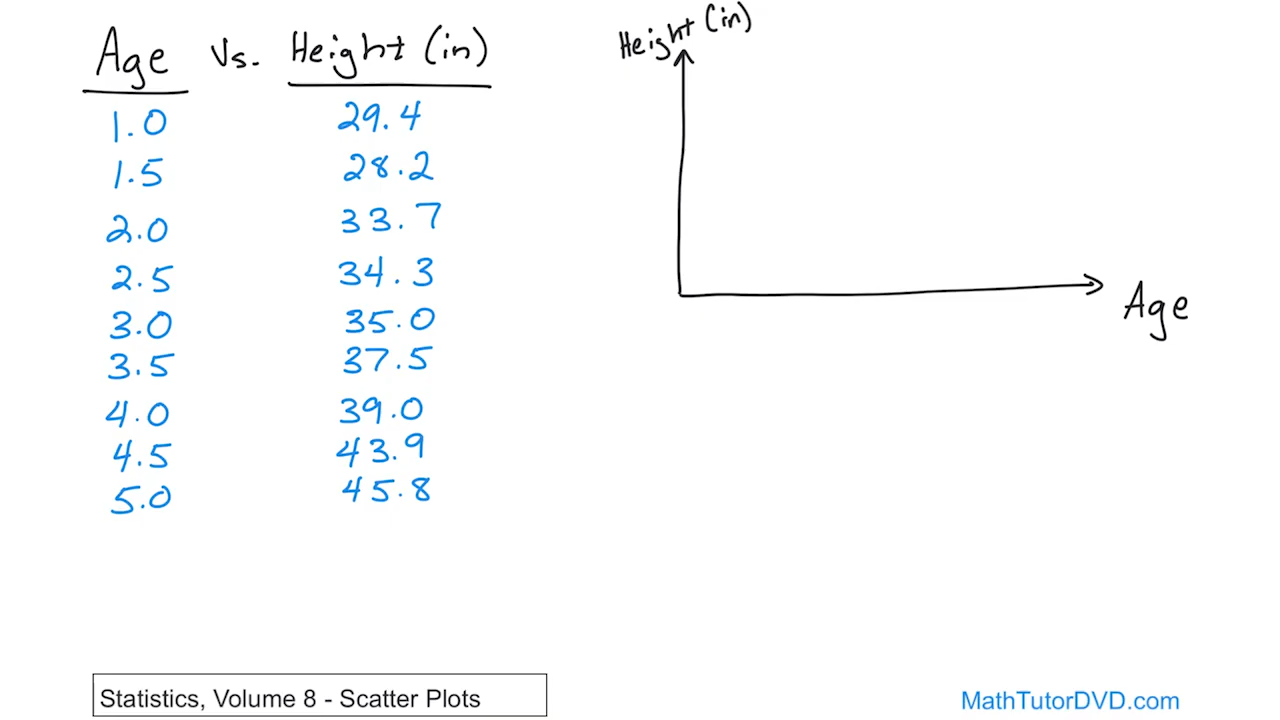 Age Vs. Height (in)
1.0 29.4
1.5 28.2
2.0 33.7
2.5 34.3
3.0 35.0
3.5 37.5
4.0 39.0
4.5 43.9
5.0 45.8
Height (in)
Age
Statistics, Volume 8 - Scatter Plots
MathTutorDVD.com